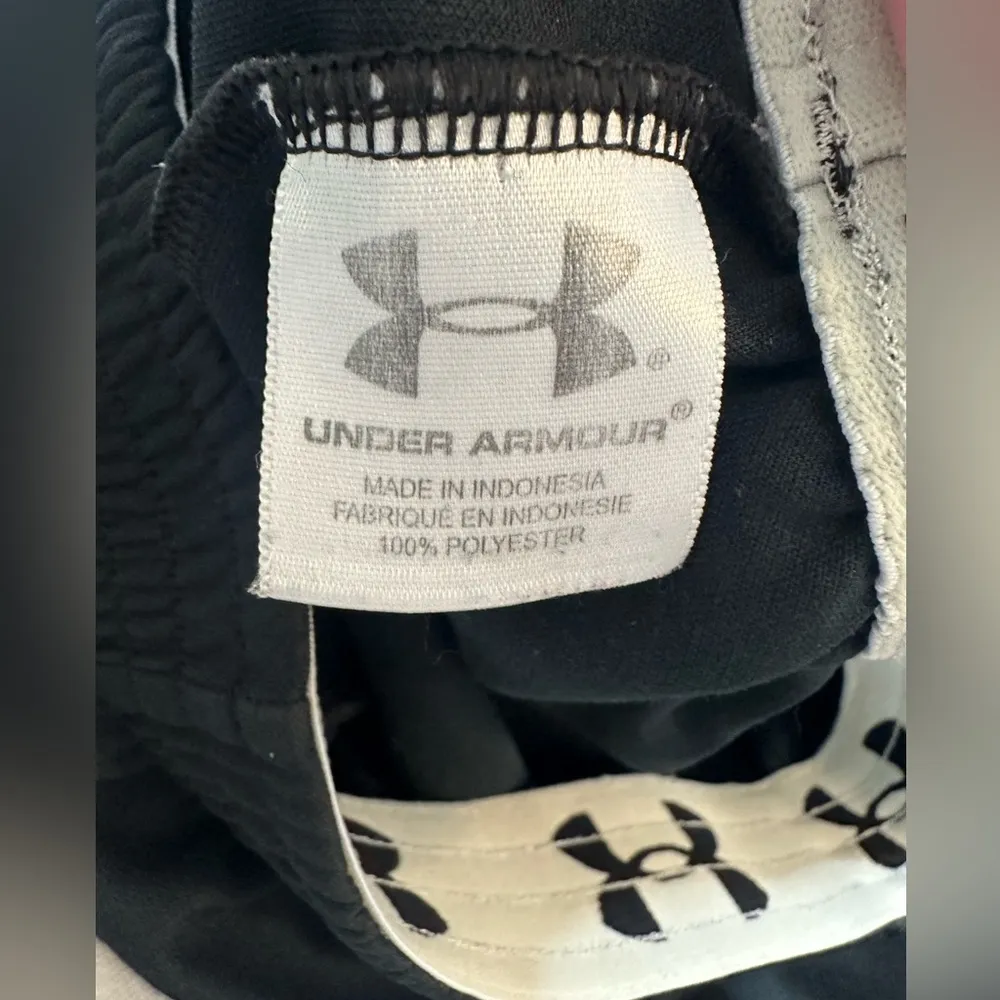 ®
UNDER ARMOUR®
MADE IN INDONESIA
FABRIQUÉ EN INDONESIE
100% POLYESTER